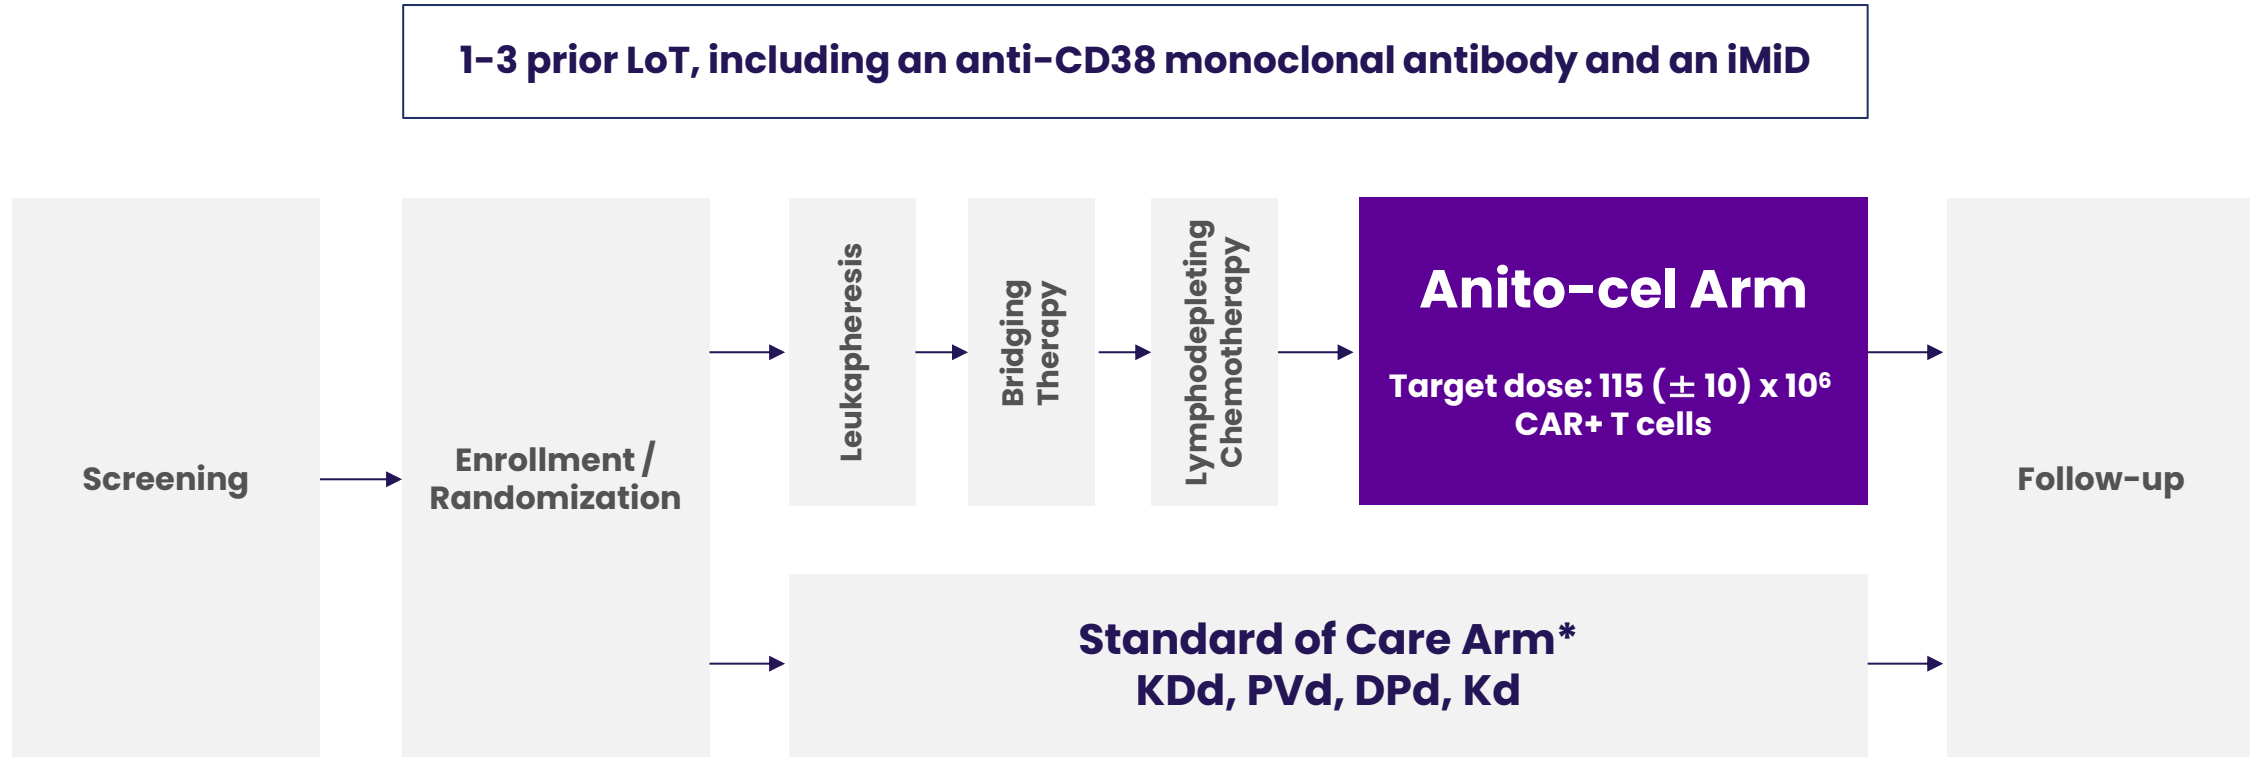 1-3 prior LoT, including an anti-CD38 monoclonal antibody and an iMiD
Screening
Enrollment /
Randomization
Leukapheresis
Bridging
Therapy
Lymphodepleting
Chemotherapy
Anito-cel Arm
Target dose: 115 (± 10) x 10⁶
CAR+ T cells
Standard of Care Arm*
KDd, PVd, DPd, Kd
Follow-up